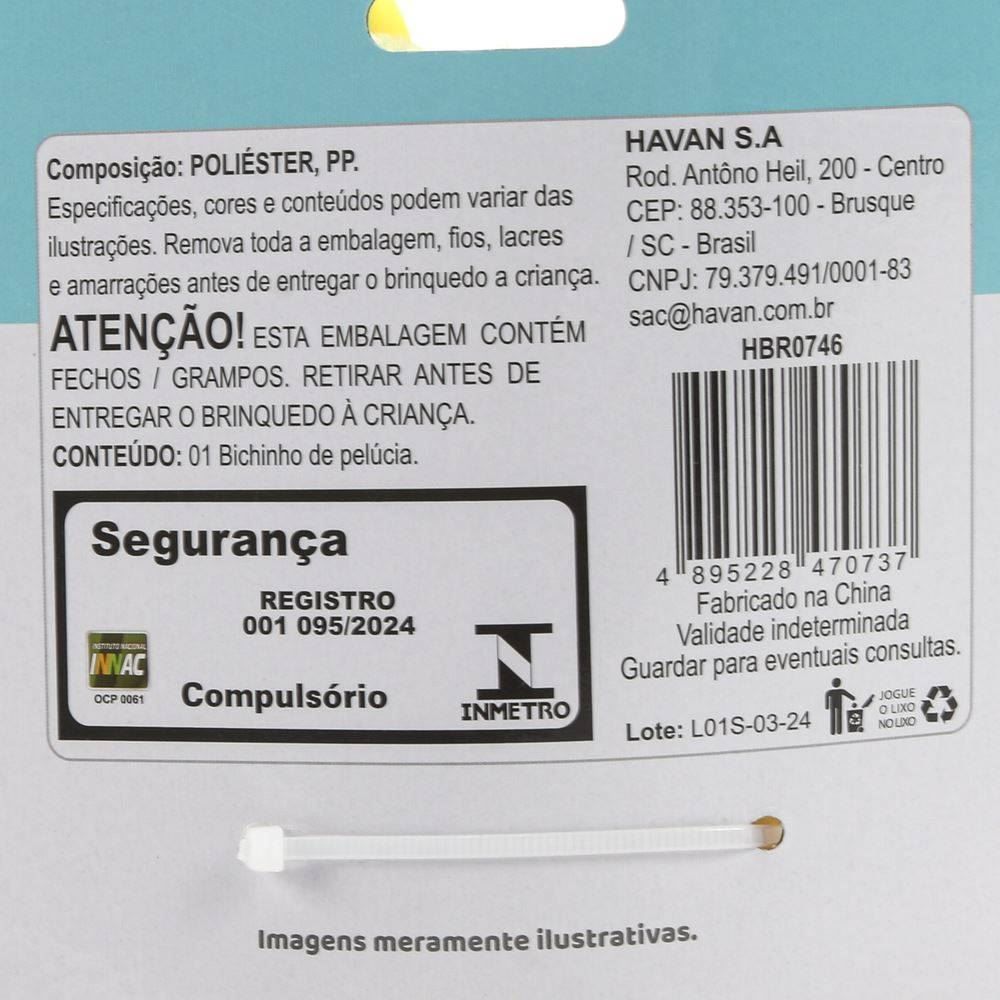 Composição: POLIÉSTER, PP.
Especificações, cores e conteúdos podem variar das
ilustrações. Remova toda a embalagem, fios, lacres
e amarrações antes de entregar o brinquedo a criança.
ATENÇÃO! ESTA EMBALAGEM CONTÉM
FECHOS / GRAMPOS. RETIRAR ANTES DE
ENTREGAR O BRINQUEDO À CRIANÇA.
CONTEÚDO: 01 Bichinho de pelúcia.
Segurança
REGISTRO
001 095/2024
INSTITUTO NACIONAL
INNAC
OCP 0061
Compulsório
INMETRO
HAVAN S.A
Rod. Antôno Heil, 200 - Centro
CEP: 88.353-100 - Brusque
/ SC - Brasil
CNPJ: 79.379.491/0001-83
sac@havan.com.br
HBR0746
4 895228 470737
Fabricado na China
Validade indeterminada
Guardar para eventuais consultas.
Lote: L01S-03-24
JOGUE
O LIXO
NO LIXO
Imagens meramente ilustrativas.